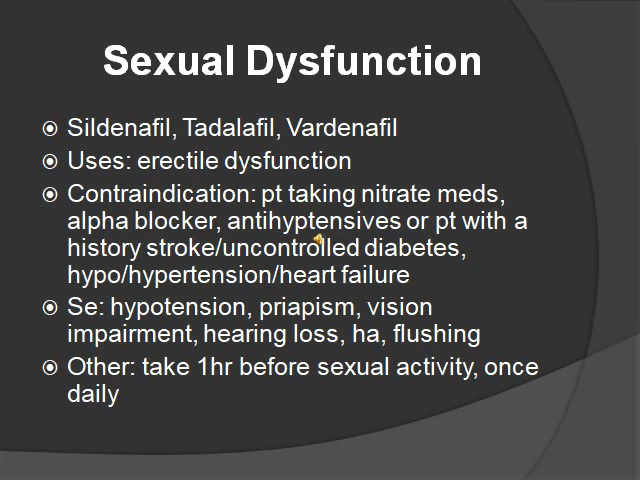 Sexual Dysfunction
Sildenafil, Tadalafil, Vardenafil
Uses: erectile dysfunction
Contraindication: pt taking nitrate meds,
alpha blocker, antihyptensives or pt with a
history stroke/uncontrolled diabetes,
hypo/hypertension/heart failure
Se: hypotension, priapism, vision
impairment, hearing loss, ha, flushing
Other: take 1hr before sexual activity, once
daily